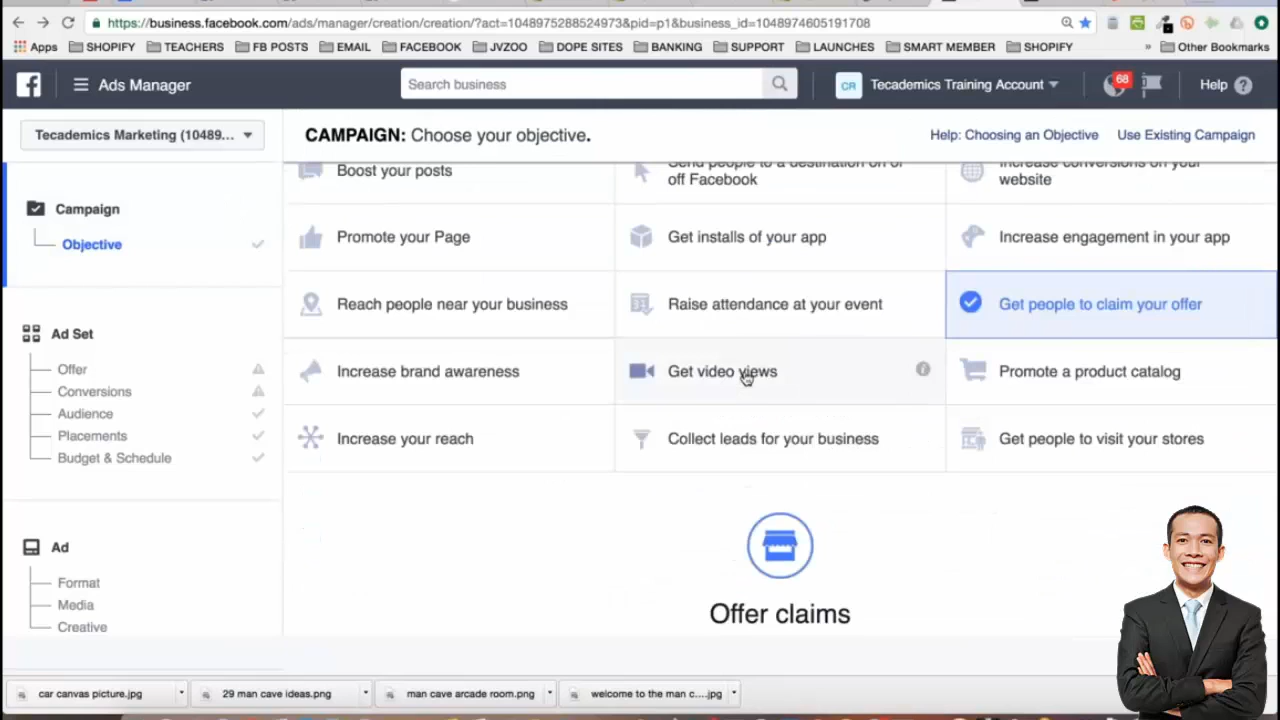 https://business.facebook.com/ads/manager/creation/creation/?act=1048975288524973&pid=p1&business_id=1048974605191708
Apps SHOPIFY TEACHERS FB POSTS EMAIL FACEBOOK JVZOO DOPE SITES BANKING SUPPORT LAUNCHES SMART MEMBER SHOPIFY » Other Bookmarks
Ads Manager
Search business
CR Tecademics Training Account
68
Help
Tecademics Marketing (10489...
CAMPAIGN: Choose your objective.
Help: Choosing an Objective
Use Existing Campaign
Campaign
Objective
Ad Set
Offer
Conversions
Audience
Placements
Budget & Schedule
Ad
Format
Media
Creative
Boost your posts
Send people to a destination on or
off Facebook
Increase conversions on your
website
Promote your Page
Get installs of your app
Increase engagement in your app
Reach people near your business
Raise attendance at your event
Get people to claim your offer
Increase brand awareness
Get video views
Promote a product catalog
Increase your reach
Collect leads for your business
Get people to visit your stores
Offer claims
car canvas picture.jpg
29 man cave ideas.png
man cave arcade room.png
welcome to the man c....jpg